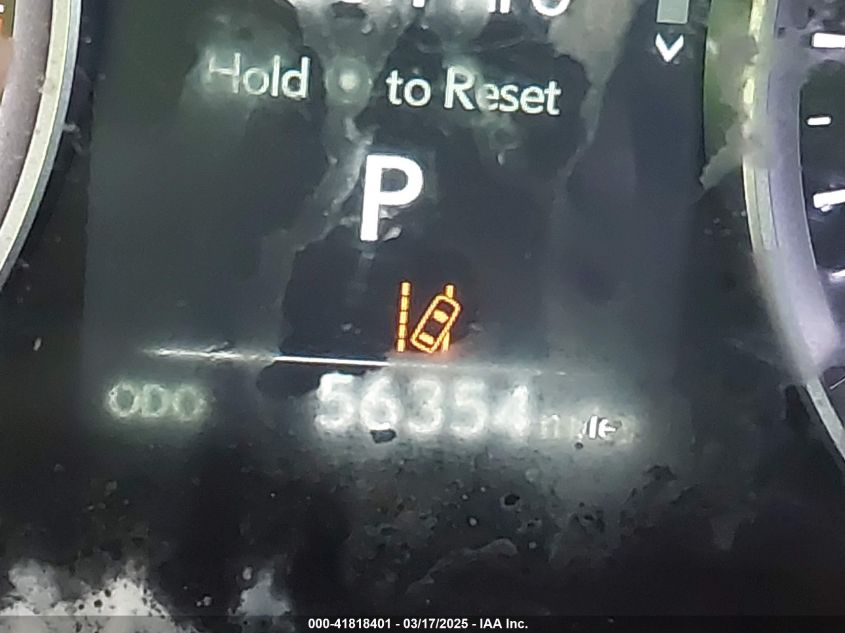 Hold to Reset
P
ODO 56354 miles
000-41818401 - 03/17/2025 - IAA Inc.